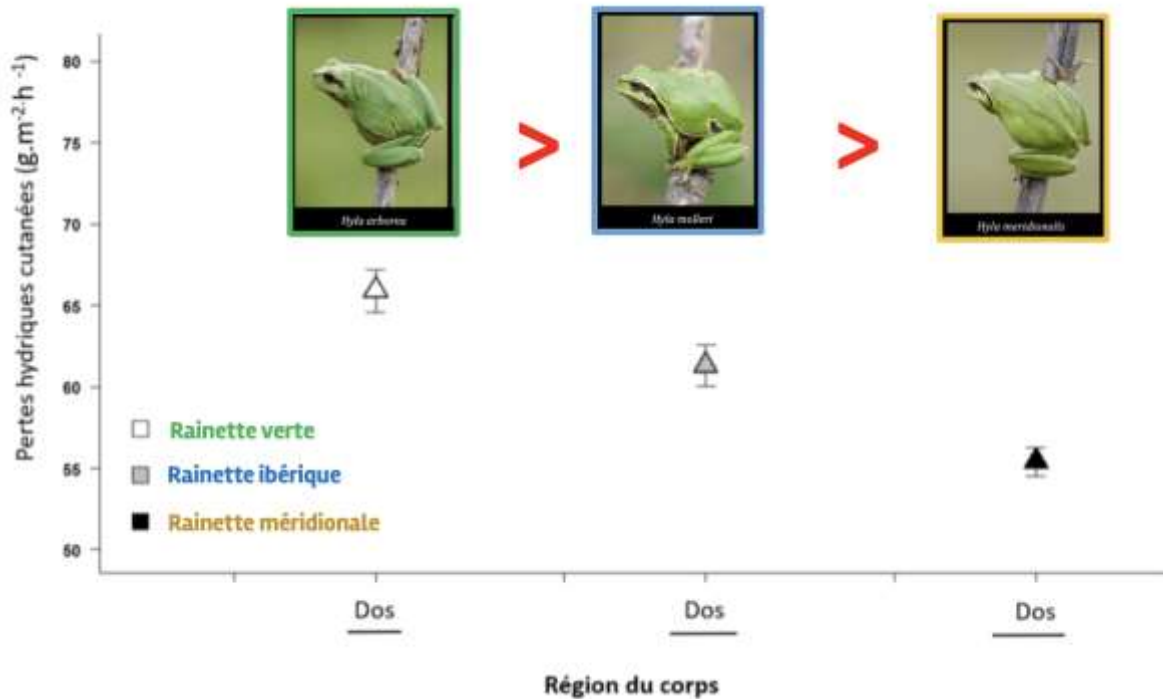 Hyla arborea
>
Hyla molleri
>
Hyla meridionalis
Pertes hydriques cutanées (g.m⁻²·h ⁻¹)
80
75
70
65
60
55
50
Rainette verte
Rainette ibérique
Rainette méridionale
Dos
Dos
Dos
Région du corps